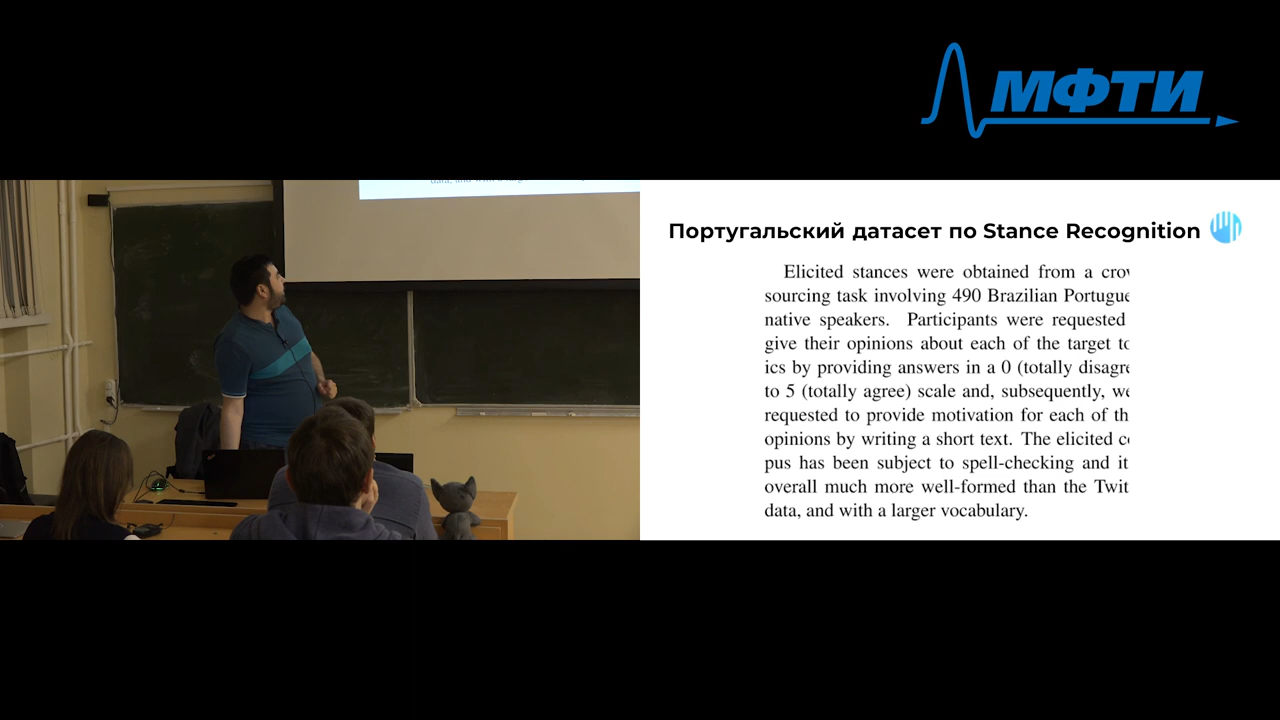 МФТИ
Португальский датасет по Stance Recognition
Elicited stances were obtained from a crow
sourcing task involving 490 Brazilian Portugue
native speakers. Participants were requested
give their opinions about each of the target to
ics by providing answers in a 0 (totally disagre
to 5 (totally agree) scale and, subsequently, we
requested to provide motivation for each of th
opinions by writing a short text. The elicited co
pus has been subject to spell-checking and it
overall much more well-formed than the Twit
data, and with a larger vocabulary.